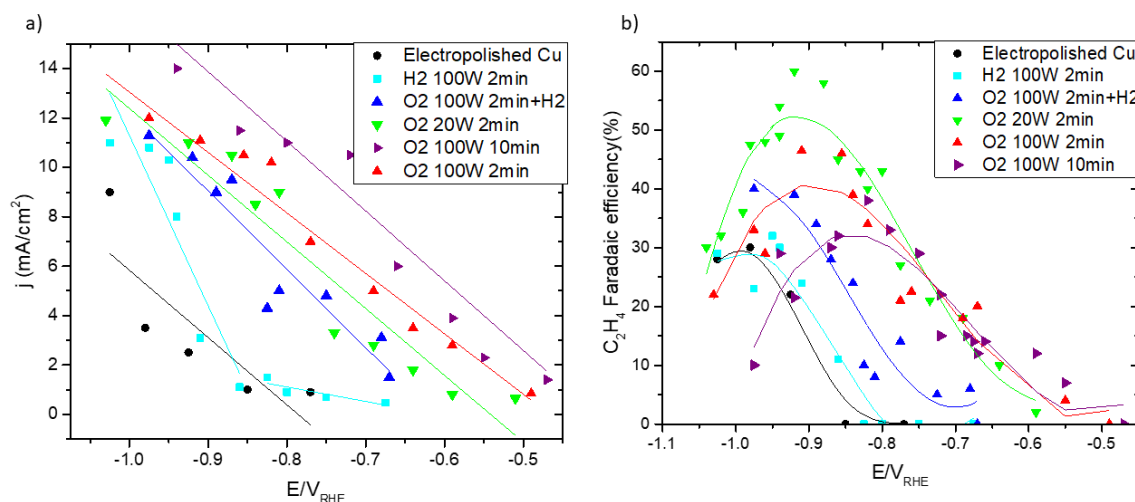 a)
j (mA/cm²)
14
12
10
8
6
4
2
0
-1.0
-0.9
-0.8
-0.7
-0.6
-0.5
E/V_RHE
Electropolished Cu
H2 100W 2min
O2 100W 2min+H2
O2 20W 2min
O2 100W 10min
O2 100W 2min
b)
C₂H₄ Faradaic efficiency(%)
60
50
40
30
20
10
0
-1.1
-1.0
-0.9
-0.8
-0.7
-0.6
-0.5
E/V_RHE
Electropolished Cu
H2 100W 2min
O2 100W 2min+H2
O2 20W 2min
O2 100W 2min
O2 100W 10min